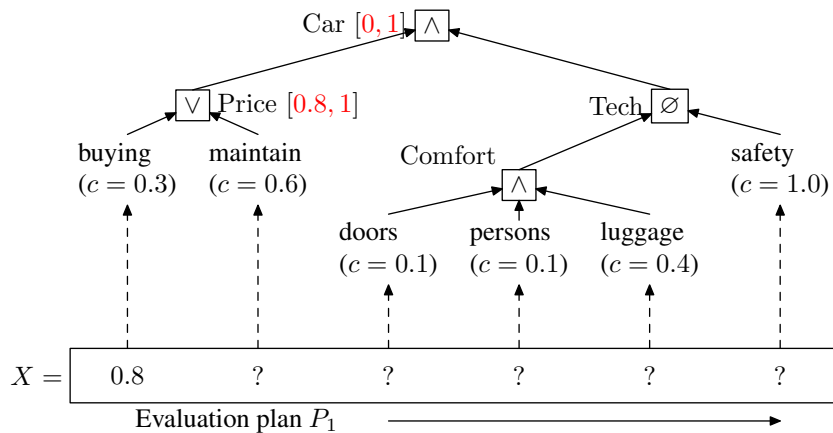 Car [0, 1] ∧
∨ Price [0.8, 1]
Tech ∅
buying
(c = 0.3)
maintain
(c = 0.6)
Comfort
∧
safety
(c = 1.0)
doors
(c = 0.1)
persons
(c = 0.1)
luggage
(c = 0.4)
X = 0.8 ? ? ? ? ?
Evaluation plan P₁